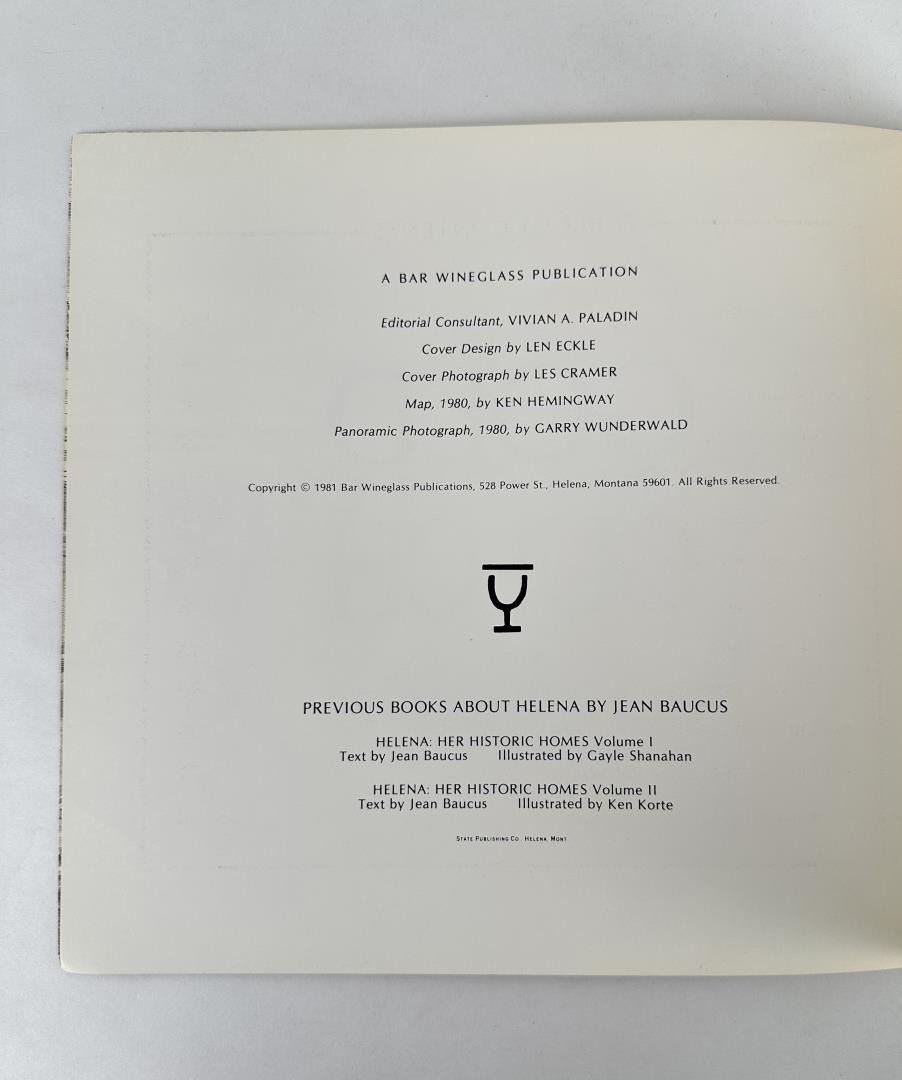 A BAR WINEGLASS PUBLICATION
Editorial Consultant, VIVIAN A. PALADIN
Cover Design by LEN ECKLE
Cover Photograph by LES CRAMER
Map, 1980, by KEN HEMINGWAY
Panoramic Photograph, 1980, by GARRY WUNDERWALD
Copyright © 1981 Bar Wineglass Publications, 528 Power St., Helena, Montana 59601. All Rights Reserved.
PREVIOUS BOOKS ABOUT HELENA BY JEAN BAUCUS
HELENA: HER HISTORIC HOMES Volume I
Text by Jean Baucus Illustrated by Gayle Shanahan
HELENA: HER HISTORIC HOMES Volume II
Text by Jean Baucus Illustrated by Ken Korte
STATE PUBLISHING CO., HELENA, MONT.